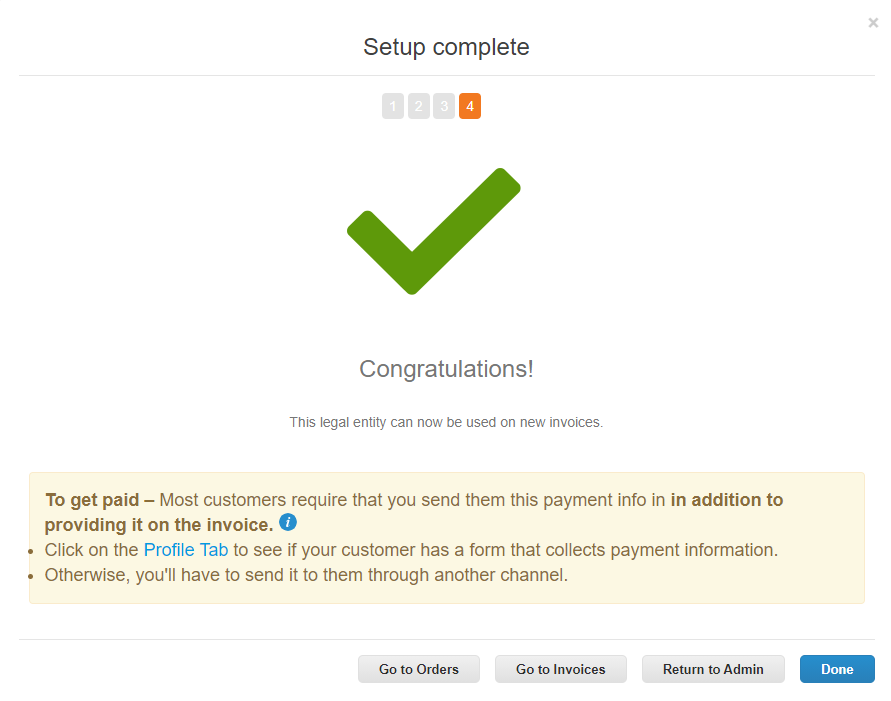 ×
Setup complete
1 2 3 4
Congratulations!
This legal entity can now be used on new invoices.
To get paid – Most customers require that you send them this payment info in in addition to
providing it on the invoice. i
• Click on the Profile Tab to see if your customer has a form that collects payment information.
• Otherwise, you'll have to send it to them through another channel.
Go to Orders Go to Invoices Return to Admin Done